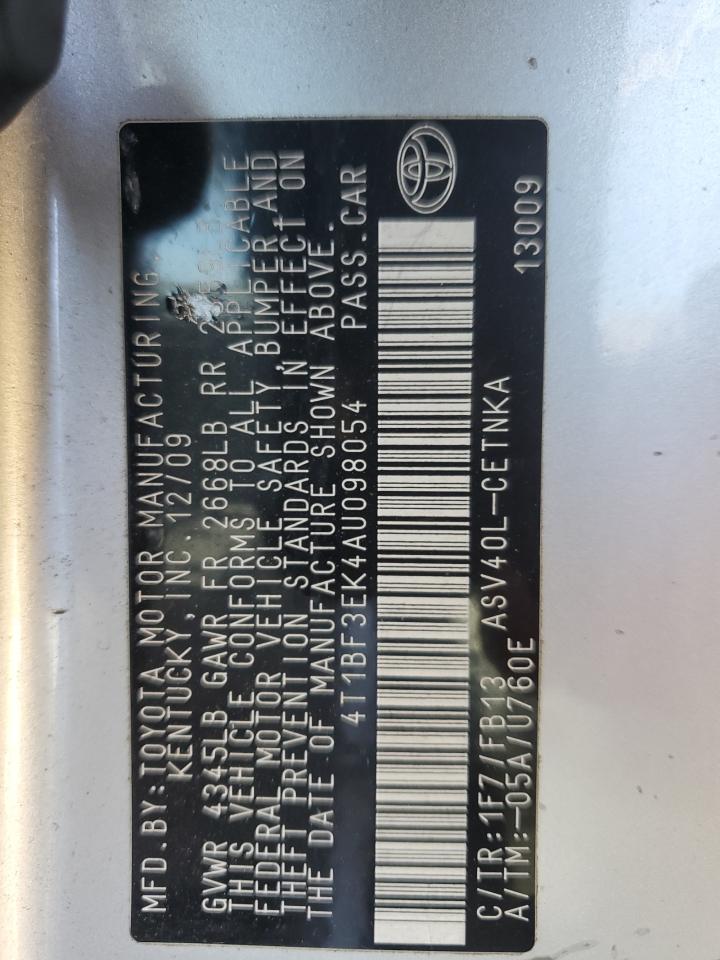 MFD.BY:TOYOTA MOTOR MANUFACTURING,
KENTUCKY,INC. 12/09
GVWR 4345LB GAWR FR 2668LB RR
THIS VEHICLE CONFORMS TO ALL APPLICABLE
FEDERAL MOTOR VEHICLE SAFETY BUMPER AND
THEFT PREVENTION STANDARDS IN EFFECT ON
THE DATE OF MANUFACTURE SHOWN ABOVE.
4T1BF3EK4AU098054 PASS.CAR
C/TR:1F7/FB13 ASV40L-CETNKA
A/TM:-05A/U760E 13009